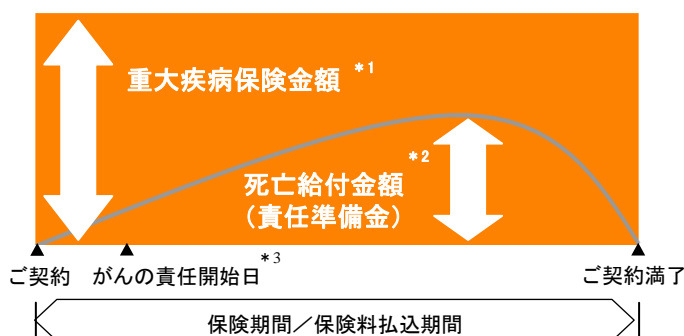 重大疾病保険金額 *1
*2
死亡給付金額
（責任準備金）
ご契約 がんの責任開始日*3 ご契約満了
保険期間／保険料払込期間